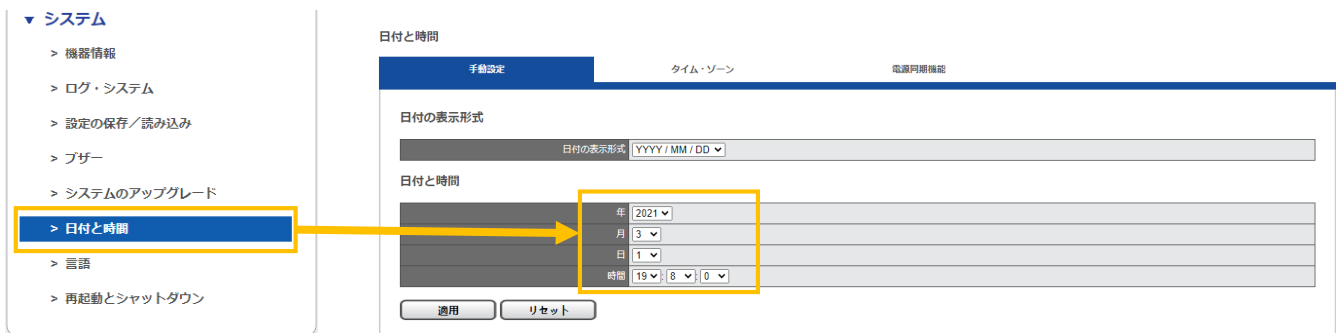 ▼ システム
> 機器情報
> ログ・システム
> 設定の保存／読み込み
> ブザー
> システムのアップグレード
> 日付と時間
> 言語
> 再起動とシャットダウン
日付と時間
手動設定 タイム・ゾーン 電源同期機能
日付の表示形式
日付の表示形式 YYYY / MM / DD
日付と時間
年 2021
月 3
日 1
時間 19 : 8 : 0
適用 リセット